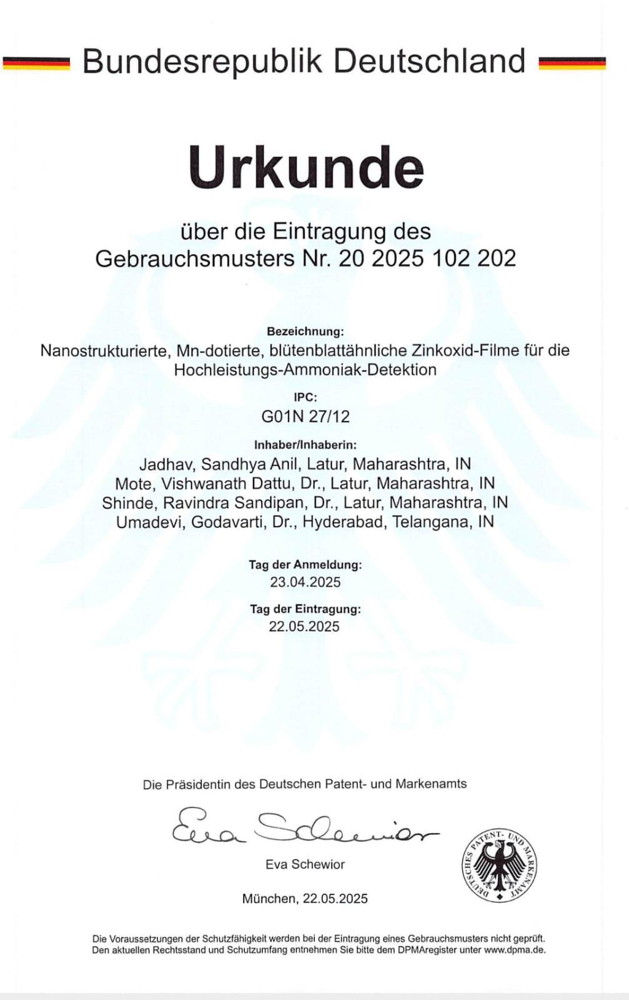 Bundesrepublik Deutschland
Urkunde
über die Eintragung des
Gebrauchsmusters Nr. 20 2025 102 202
Bezeichnung:
Nanostrukturierte, Mn-dotierte, blütenblattähnliche Zinkoxid-Filme für die
Hochleistungs-Ammoniak-Detektion
IPC:
G01N 27/12
Inhaber/Inhaberin:
Jadhav, Sandhya Anil, Latur, Maharashtra, IN
Mote, Vishwanath Dattu, Dr., Latur, Maharashtra, IN
Shinde, Ravindra Sandipan, Dr., Latur, Maharashtra, IN
Umadevi, Godavarti, Dr., Hyderabad, Telangana, IN
Tag der Anmeldung:
23.04.2025
Tag der Eintragung:
22.05.2025
Die Präsidentin des Deutschen Patent- und Markenamts
Eva Schewior
Eva Schewior
DEUTSCHES PATENT- UND MARKENAMT
München, 22.05.2025
Die Voraussetzungen der Schutzfähigkeit werden bei der Eintragung eines Gebrauchsmusters nicht geprüft.
Den aktuellen Rechtsstand und Schutzumfang entnehmen Sie bitte dem DPMAregister unter www.dpma.de.